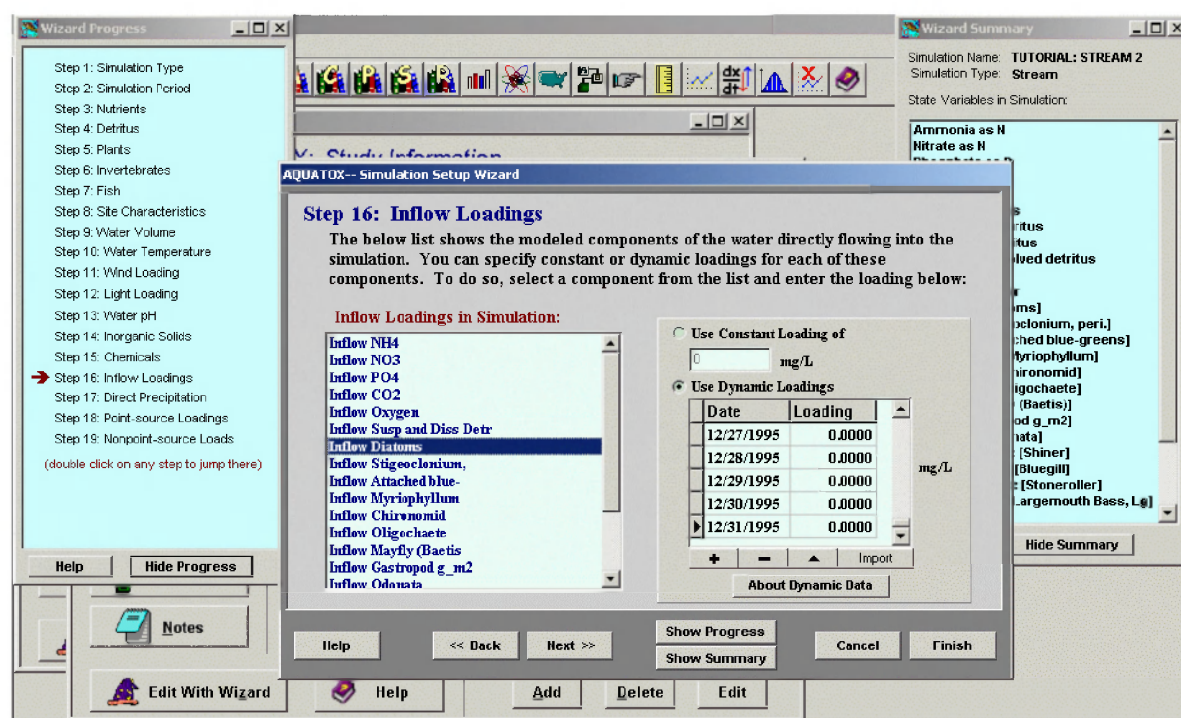 Wizard Progress
Step 1: Simulation Type
Step 2: Simulation Period
Step 3: Nutrients
Step 4: Detritus
Step 5: Plants
Step 6: Invertebrates
Step 7: Fish
Step 8: Site Characteristics
Step 9: Water Volume
Step 10: Water Temperature
Step 11: Wind Loading
Step 12: Light Loading
Step 13: Water pH
Step 14: Inorganic Solids
Step 15: Chemicals
Step 16: Inflow Loadings
Step 17: Direct Precipitation
Step 18: Point-source Loadings
Step 19: Nonpoint-source Loads
(double click on any step to jump there)
Help
Hide Progress
Study Information
AQUATOX-- Simulation Setup Wizard
Step 16: Inflow Loadings
The below list shows the modeled components of the water directly flowing into the
simulation. You can specify constant or dynamic loadings for each of these
components. To do so, select a component from the list and enter the loading below:
Inflow Loadings in Simulation:
Inflow NH4
Inflow NO3
Inflow PO4
Inflow CO2
Inflow Oxygen
Inflow Susp and Diss Detr
Inflow Diatoms
Inflow Stigeoclonium,
Inflow Attached blue-
Inflow Myriophyllum
Inflow Chironomid
Inflow Oligochaete
Inflow Mayfly (Baetis
Inflow Gastropod g_m2
Inflow Odonata
Use Constant Loading of
0 mg/L
Use Dynamic Loadings
Date Loading
12/27/1995 0.0000
12/28/1995 0.0000
12/29/1995 0.0000
12/30/1995 0.0000
12/31/1995 0.0000
mg/L
+ − ▲ Import
About Dynamic Data
Help
<< Back
Next >>
Show Progress
Show Summary
Cancel
Finish
Wizard Summary
Simulation Name: TUTORIAL: STREAM 2
Simulation Type: Stream
State Variables in Simulation:
Ammonia as N
Nitrate as N
Phosphate as P
s
ritus
itus
lved detritus
r
ms]
oclonium, peri.]
ched blue-greens]
Myriophyllum]
hironomid]
igochaete]
(Baetis)]
od g_m2]
nata]
[Shiner]
[Bluegill]
: [Stoneroller]
Largemouth Bass, Lg]
Hide Summary
Notes
Edit With Wizard
Help
Add
Delete
Edit